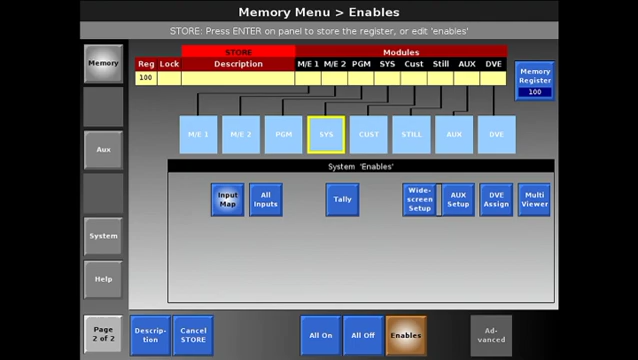 Memory Menu > Enables
STORE: Press ENTER on panel to store the register, or edit 'enables'
Memory
Aux
System
Help
Page
2 of 2
STORE
Modules
Reg Lock Description M/E 1 M/E 2 PGM SYS Cust Still AUX DVE
100
Memory
Register
100
M/E 1 M/E 2 PGM SYS CUST STILL AUX DVE
System 'Enables'
Input
Map
All
Inputs
Tally
Wide-
screen
Setup
AUX
Setup
DVE
Assign
Multi
Viewer
Descrip-
tion
Cancel
STORE
All On
All Off
Enables
Ad-
vanced